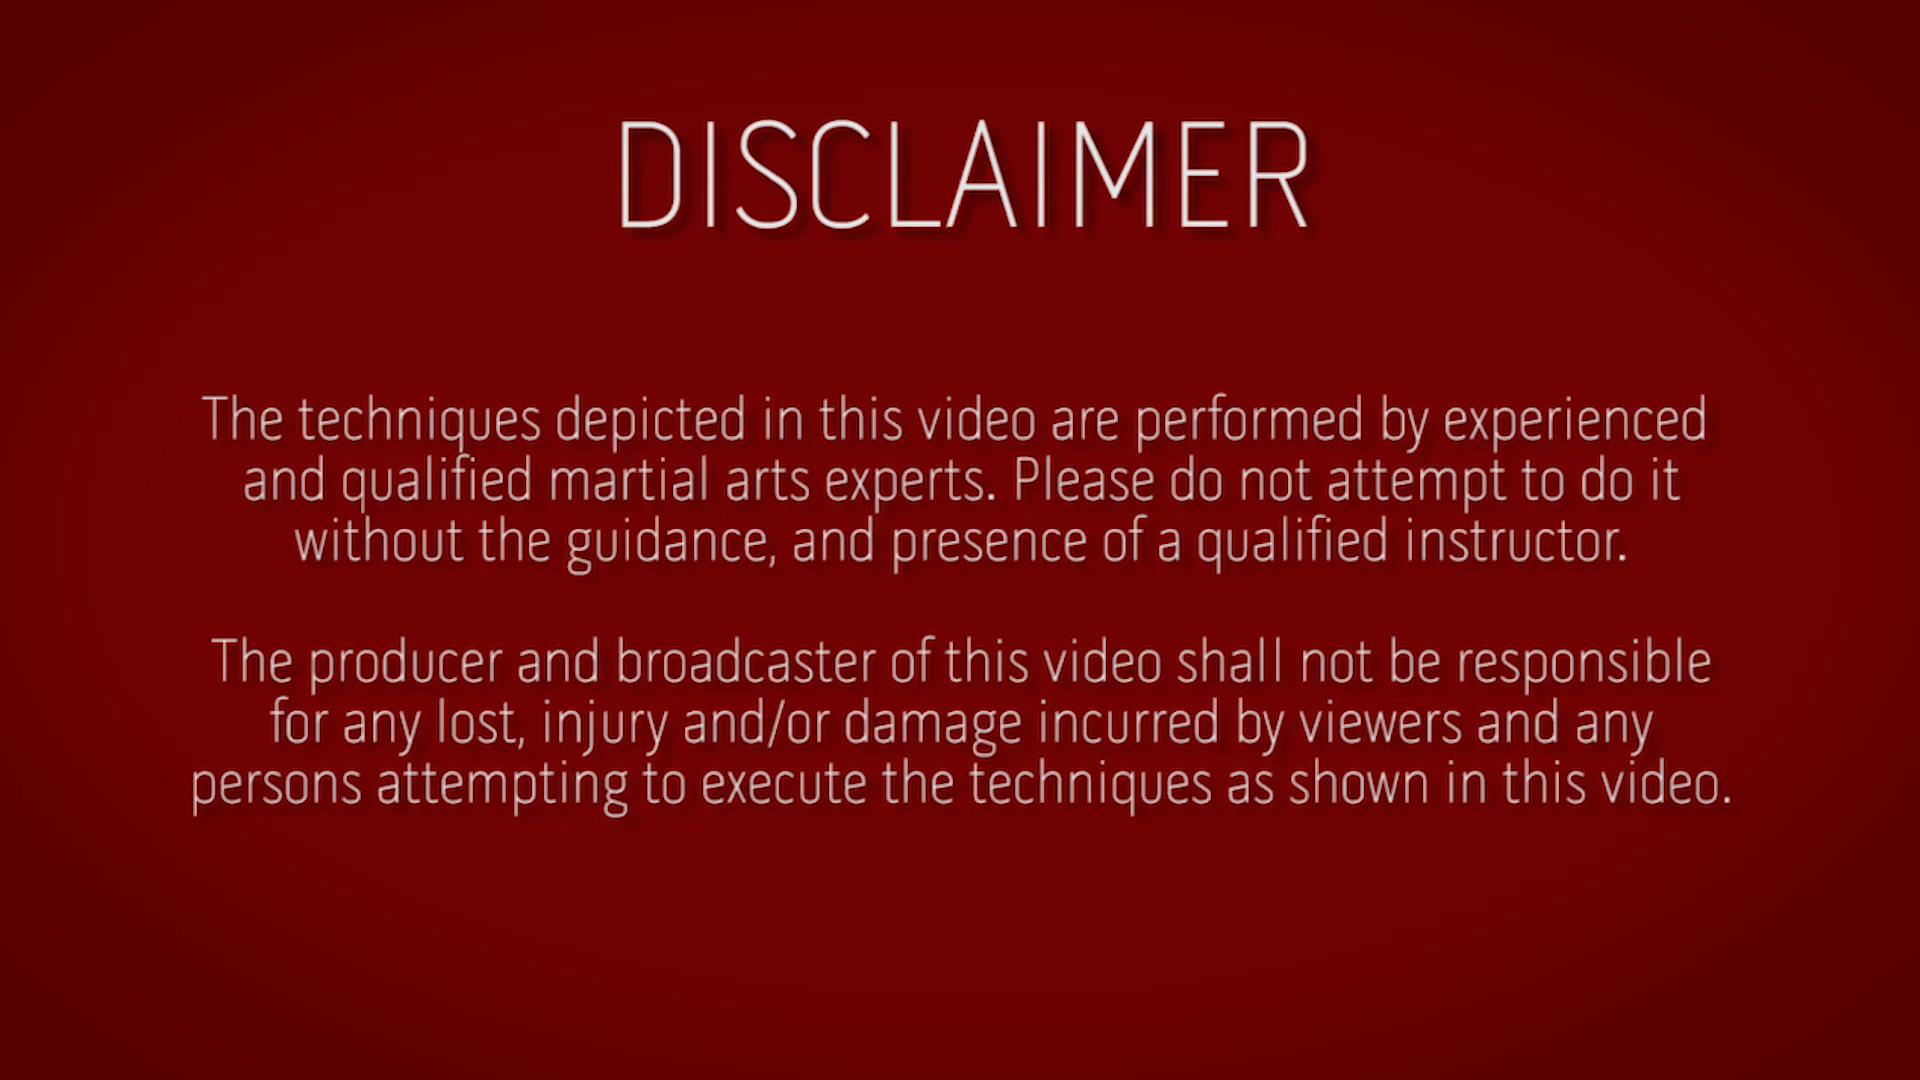 DISCLAIMER
The techniques depicted in this video are performed by experienced
and qualified martial arts experts. Please do not attempt to do it
without the guidance, and presence of a qualified instructor.
The producer and broadcaster of this video shall not be responsible
for any lost, injury and/or damage incurred by viewers and any
persons attempting to execute the techniques as shown in this video.